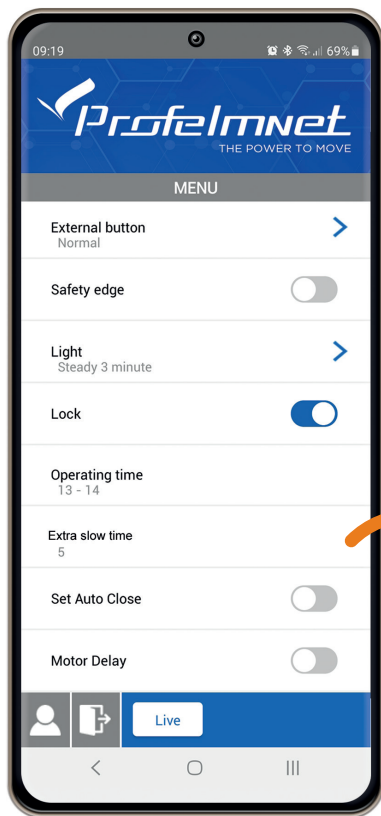 09:19
69%
Profelmnet
THE POWER TO MOVE
MENU
External button
Normal
Safety edge
Light
Steady 3 minute
Lock
Operating time
13 - 14
Extra slow time
5
Set Auto Close
Motor Delay
Live